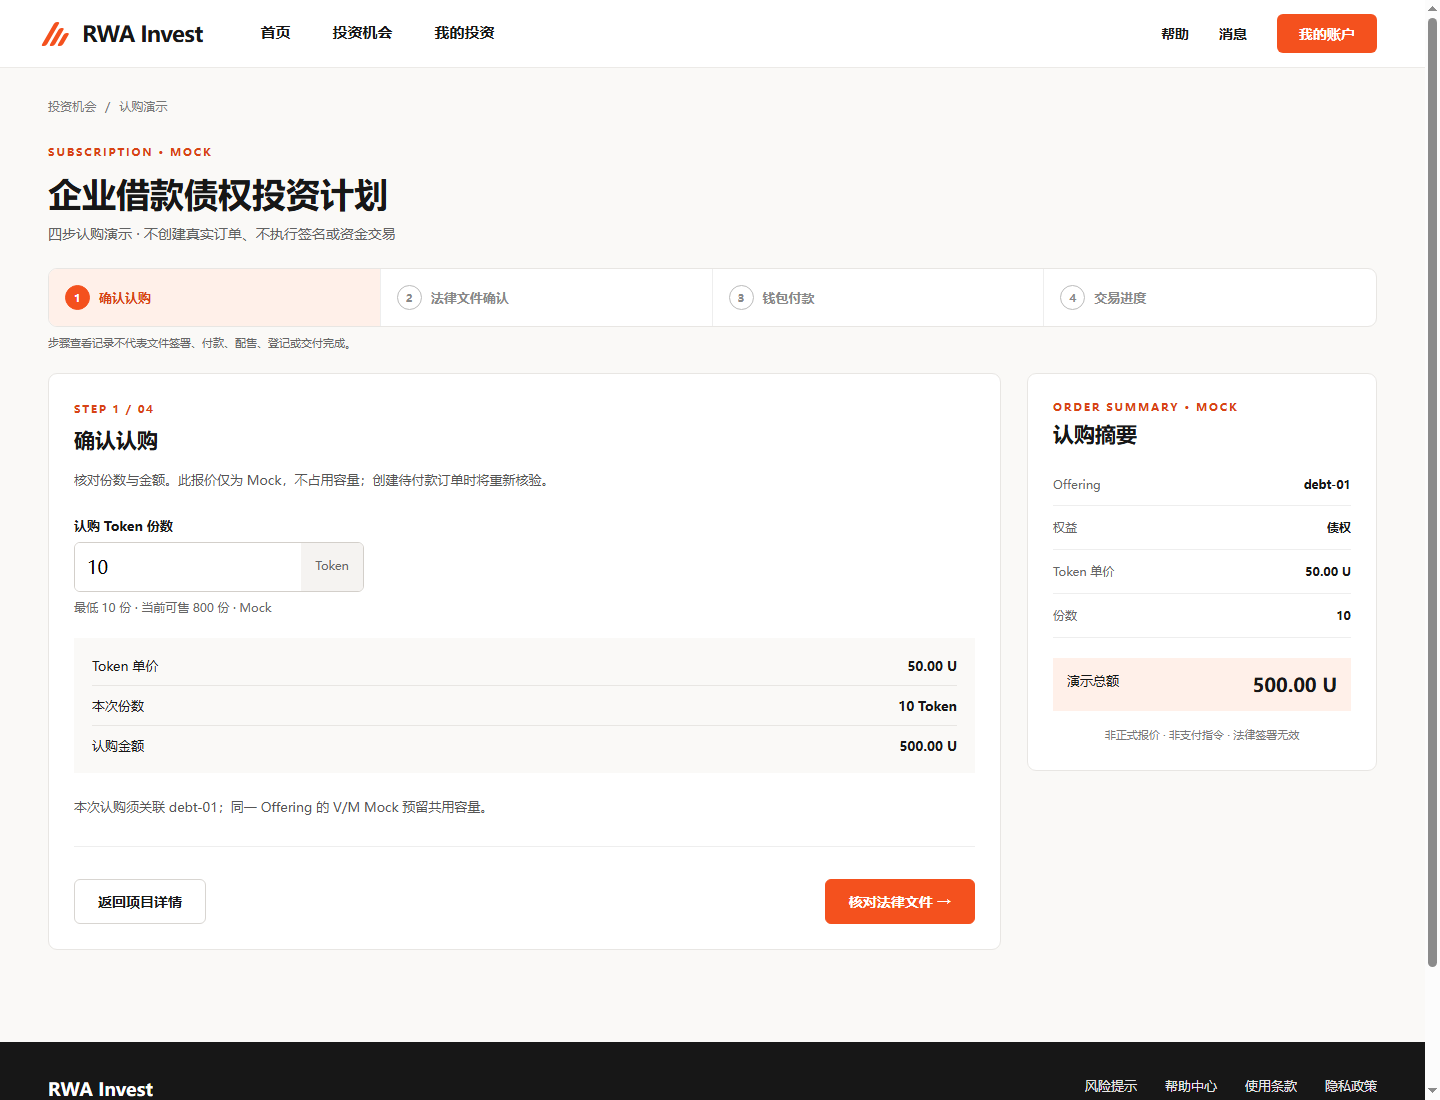 RWA Invest
首页
投资机会
我的投资
帮助
消息
我的账户
投资机会 / 认购演示
SUBSCRIPTION • MOCK
企业借款债权投资计划
四步认购演示 · 不创建真实订单、不执行签名或资金交易
1 确认认购
2 法律文件确认
3 钱包付款
4 交易进度
步骤查看记录不代表文件签署、付款、配售、登记或交付完成。
STEP 1 / 04
确认认购
核对份数与金额。此报价仅为 Mock，不占用容量；创建待付款订单时将重新核验。
认购 Token 份数
10 Token
最低 10 份 · 当前可售 800 份 · Mock
Token 单价 50.00 U
本次份数 10 Token
认购金额 500.00 U
本次认购须关联 debt-01；同一 Offering 的 V/M Mock 预留共用容量。
返回项目详情
核对法律文件 →
ORDER SUMMARY • MOCK
认购摘要
Offering debt-01
权益 债权
Token 单价 50.00 U
份数 10
演示总额 500.00 U
非正式报价 · 非支付指令 · 法律签署无效
RWA Invest
风险提示
帮助中心
使用条款
隐私政策